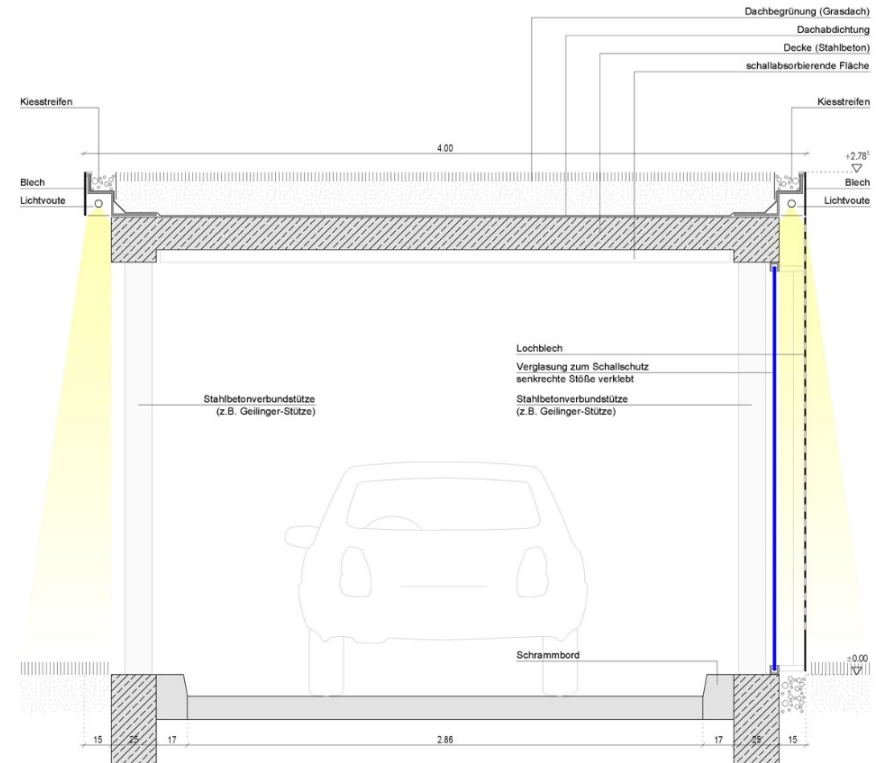 Dachbegrünung (Grasdach)
Dachabdichtung
Decke (Stahlbeton)
schallabsorbierende Fläche
Kiesstreifen
Kiesstreifen
4.00
+2.78⁵
Blech
Blech
Lichtvoute
Lichtvoute
Lochblech
Verglasung zum Schallschutz
senkrechte Stöße verklebt
Stahlbetonverbundstütze
(z.B. Geilinger-Stütze)
Stahlbetonverbundstütze
(z.B. Geilinger-Stütze)
Schrammbord
±0.00
15 25 17 2.86 17 25 15